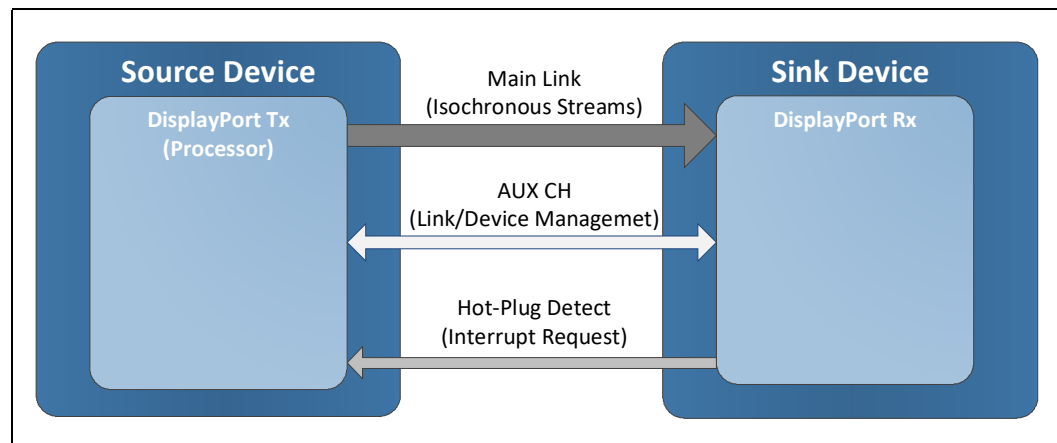 Source Device
DisplayPort Tx
(Processor)
Main Link
(Isochronous Streams)
AUX CH
(Link/Device Managemet)
Hot-Plug Detect
(Interrupt Request)
Sink Device
DisplayPort Rx